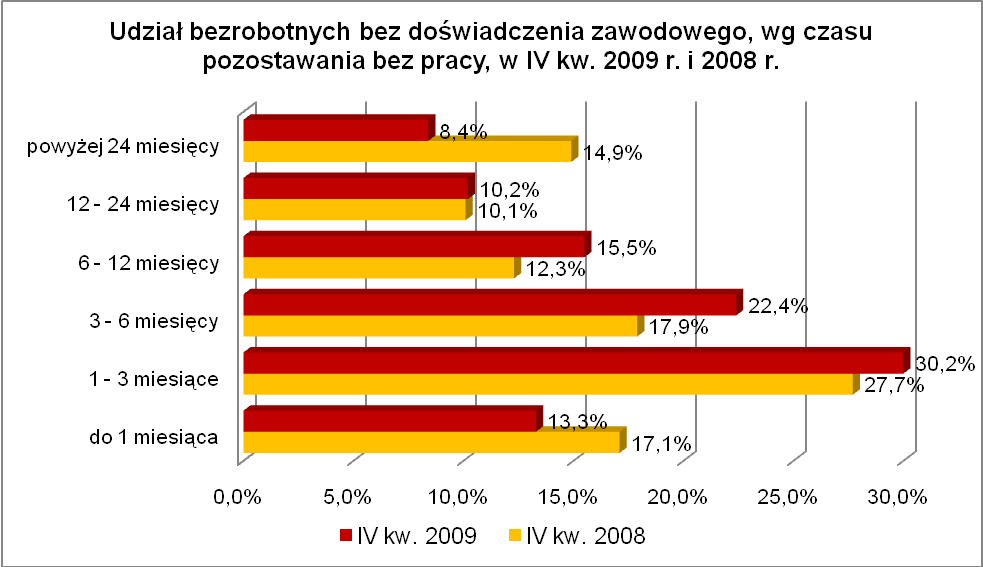 Udział bezrobotnych bez doświadczenia zawodowego, wg czasu
pozostawania bez pracy, w IV kw. 2009 r. i 2008 r.
powyżej 24 miesięcy
8,4%
14,9%
12 - 24 miesięcy
10,2%
10,1%
6 - 12 miesięcy
15,5%
12,3%
3 - 6 miesięcy
22,4%
17,9%
1 - 3 miesiące
30,2%
27,7%
do 1 miesiąca
13,3%
17,1%
0,0% 5,0% 10,0% 15,0% 20,0% 25,0% 30,0%
IV kw. 2009 IV kw. 2008